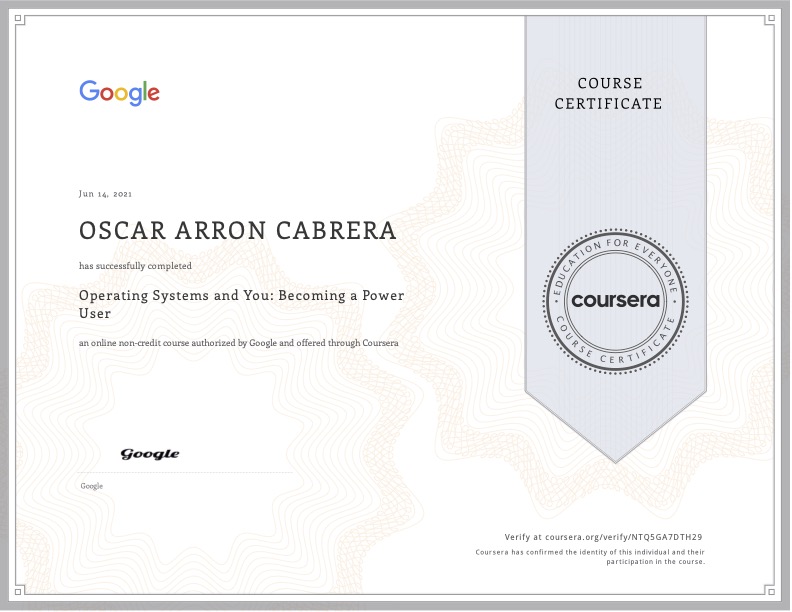 Google
COURSE
CERTIFICATE
Jun 14, 2021
OSCAR ARRON CABRERA
has successfully completed
Operating Systems and You: Becoming a Power
User
an online non-credit course authorized by Google and offered through Coursera
EDUCATION FOR EVERYONE
coursera
COURSE CERTIFICATE
Google
Google
Verify at coursera.org/verify/NTQ5GA7DTH29
Coursera has confirmed the identity of this individual and their
participation in the course.